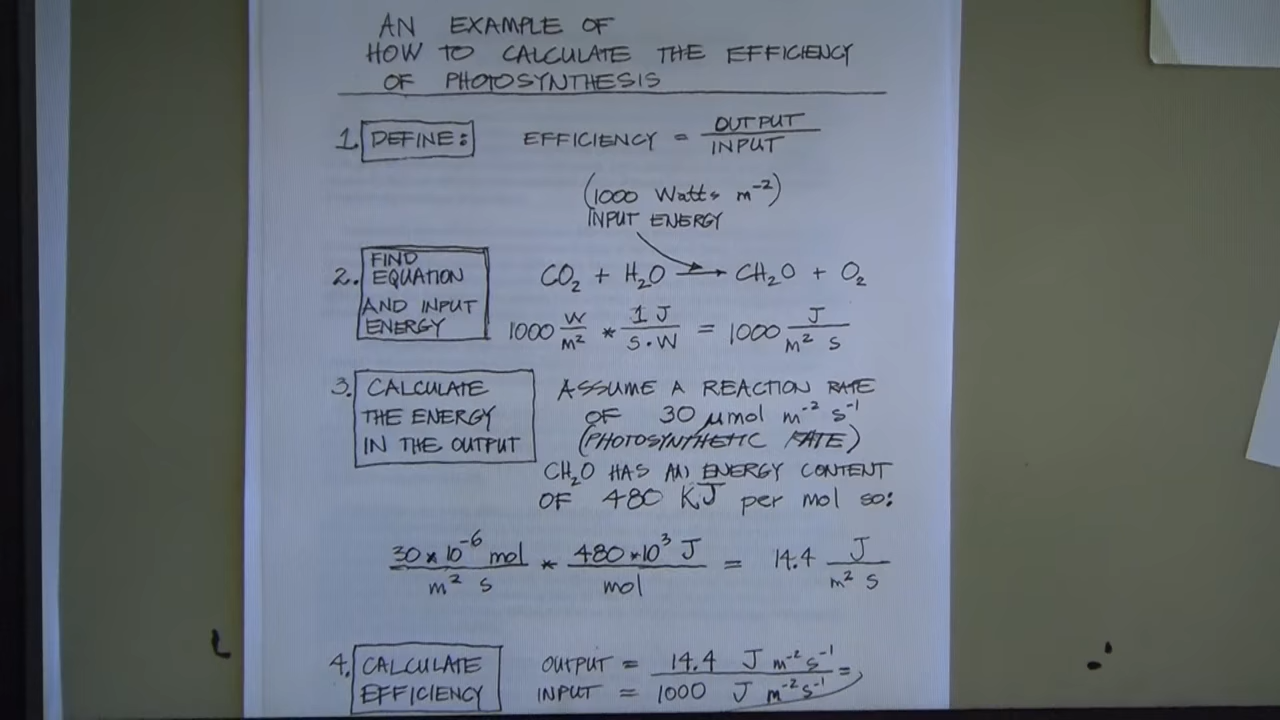 AN EXAMPLE OF
HOW TO CALCULATE THE EFFICIENCY
OF PHOTOSYNTHESIS
1. DEFINE: EFFICIENCY = OUTPUT / INPUT
(1000 Watts m⁻²)
INPUT ENERGY
2. FIND EQUATION AND INPUT ENERGY
CO₂ + H₂O → CH₂O + O₂
1000 W/m² * 1 J/S·W = 1000 J/m² S
3. CALCULATE THE ENERGY IN THE OUTPUT
ASSUME A REACTION RATE
OF 30 μmol m⁻² s⁻¹
(PHOTOSYNTHETIC RATE)
CH₂O HAS AN ENERGY CONTENT
OF 480 KJ per mol so:
30*10⁻⁶ mol/m² s * 480*10³ J/mol = 14.4 J/m² s
4. CALCULATE EFFICIENCY
OUTPUT = 14.4 J m⁻² s⁻¹ =
INPUT = 1000 J m⁻² s⁻¹